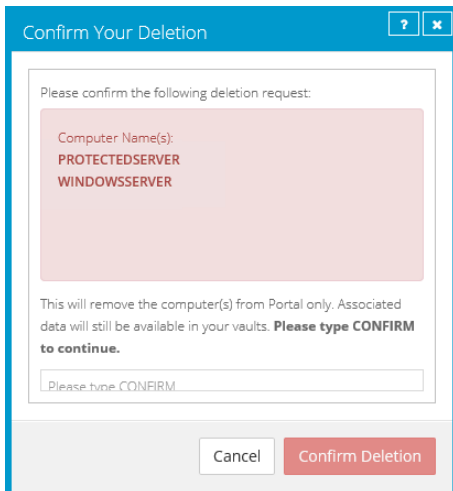 Confirm Your Deletion
?
Please confirm the following deletion request:
Computer Name(s):
PROTECTEDSERVER
WINDOWSSERVER
This will remove the computer(s) from Portal only. Associated
data will still be available in your vaults. Please type CONFIRM
to continue.
Please type CONFIRM
Cancel
Confirm Deletion